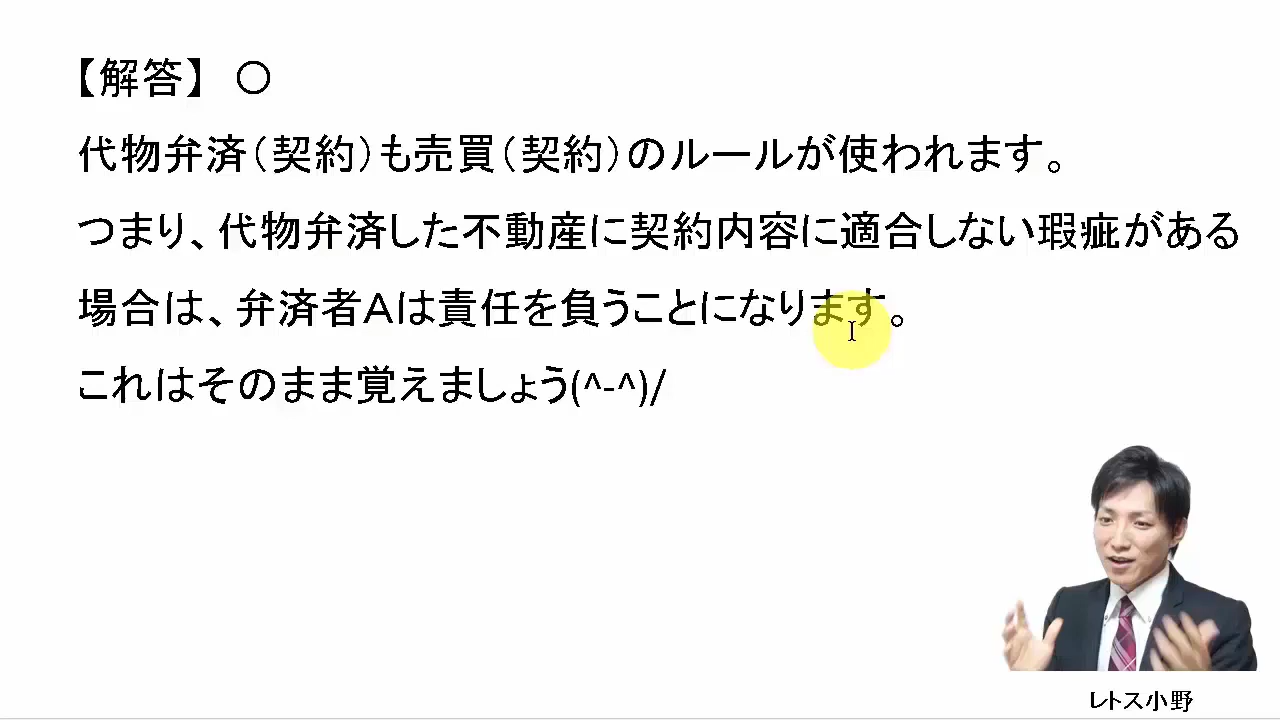 【解答】 ○
代物弁済（契約）も売買（契約）のルールが使われます。
つまり、代物弁済した不動産に契約内容に適合しない瑕疵がある
場合は、弁済者Ａは責任を負うことになります。
これはそのまま覚えましょう(^-^)/
レトス小野